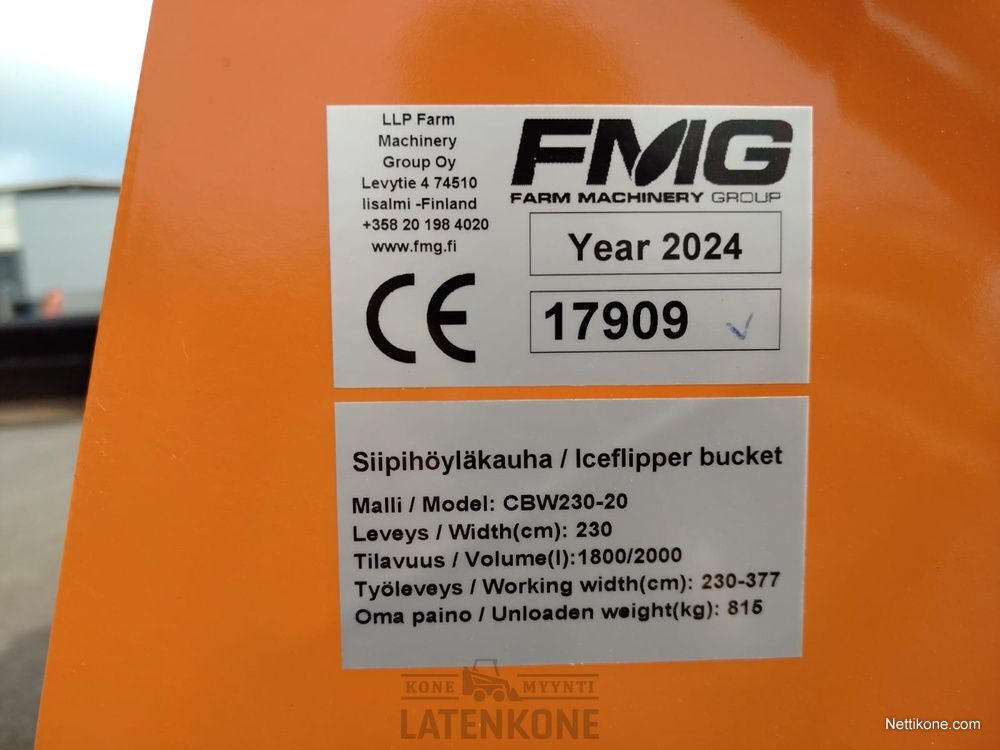 LLP Farm
Machinery
Group Oy
Levytie 4 74510
Iisalmi -Finland
+358 20 198 4020
www.fmg.fi
FMG
FARM MACHINERY GROUP
Year 2024
17909
CE
Siipihöyläkauha / Iceflipper bucket
Malli / Model: CBW230-20
Leveys / Width(cm): 230
Tilavuus / Volume(l):1800/2000
Työleveys / Working width(cm): 230-377
Oma paino / Unloaden weight(kg): 815
KONE MYYNTI
LATENKONE
Nettikone.com